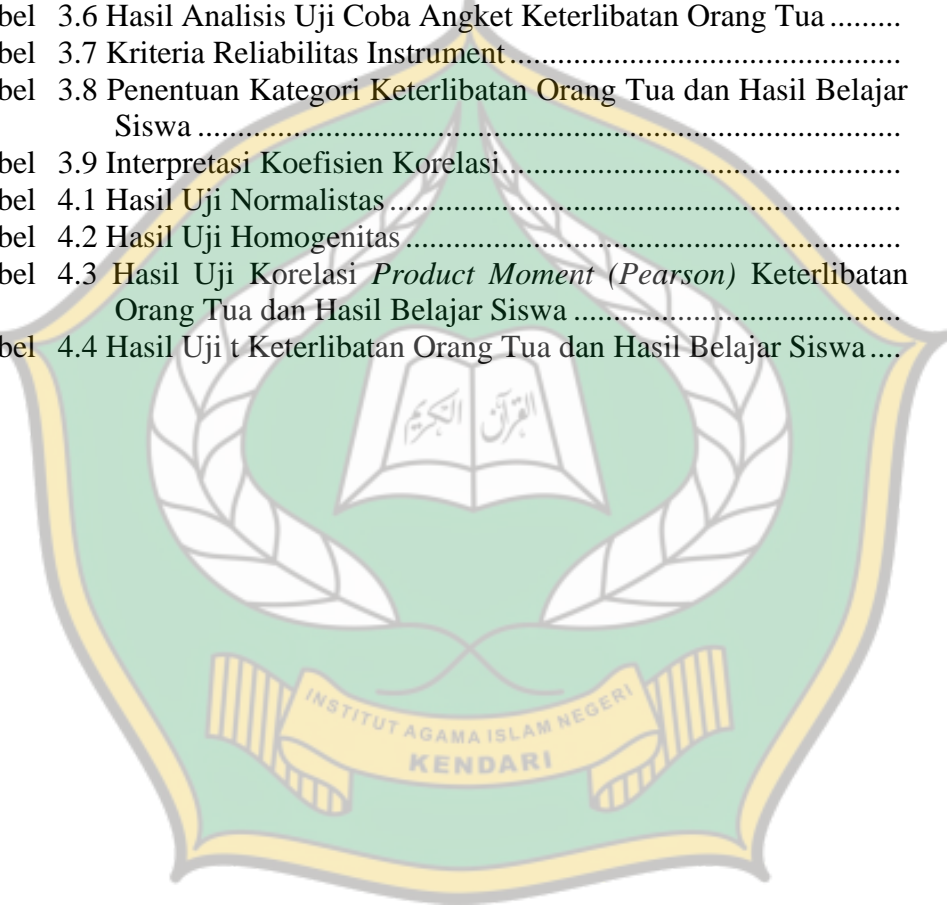 bel 3.6 Hasil Analisis Uji Coba Angket Keterlibatan Orang Tua .........
bel 3.7 Kriteria Reliabilitas Instrument ..................................................
bel 3.8 Penentuan Kategori Keterlibatan Orang Tua dan Hasil Belajar
Siswa .........................................................................................
bel 3.9 Interpretasi Koefisien Korelasi...................................................
bel 4.1 Hasil Uji Normalistas .................................................................
bel 4.2 Hasil Uji Homogenitas ...............................................................
bel 4.3 Hasil Uji Korelasi Product Moment (Pearson) Keterlibatan
Orang Tua dan Hasil Belajar Siswa ..........................................
bel 4.4 Hasil Uji t Keterlibatan Orang Tua dan Hasil Belajar Siswa ....
القرآن الكريم
INSTITUT AGAMA ISLAM NEGERI
KENDARI